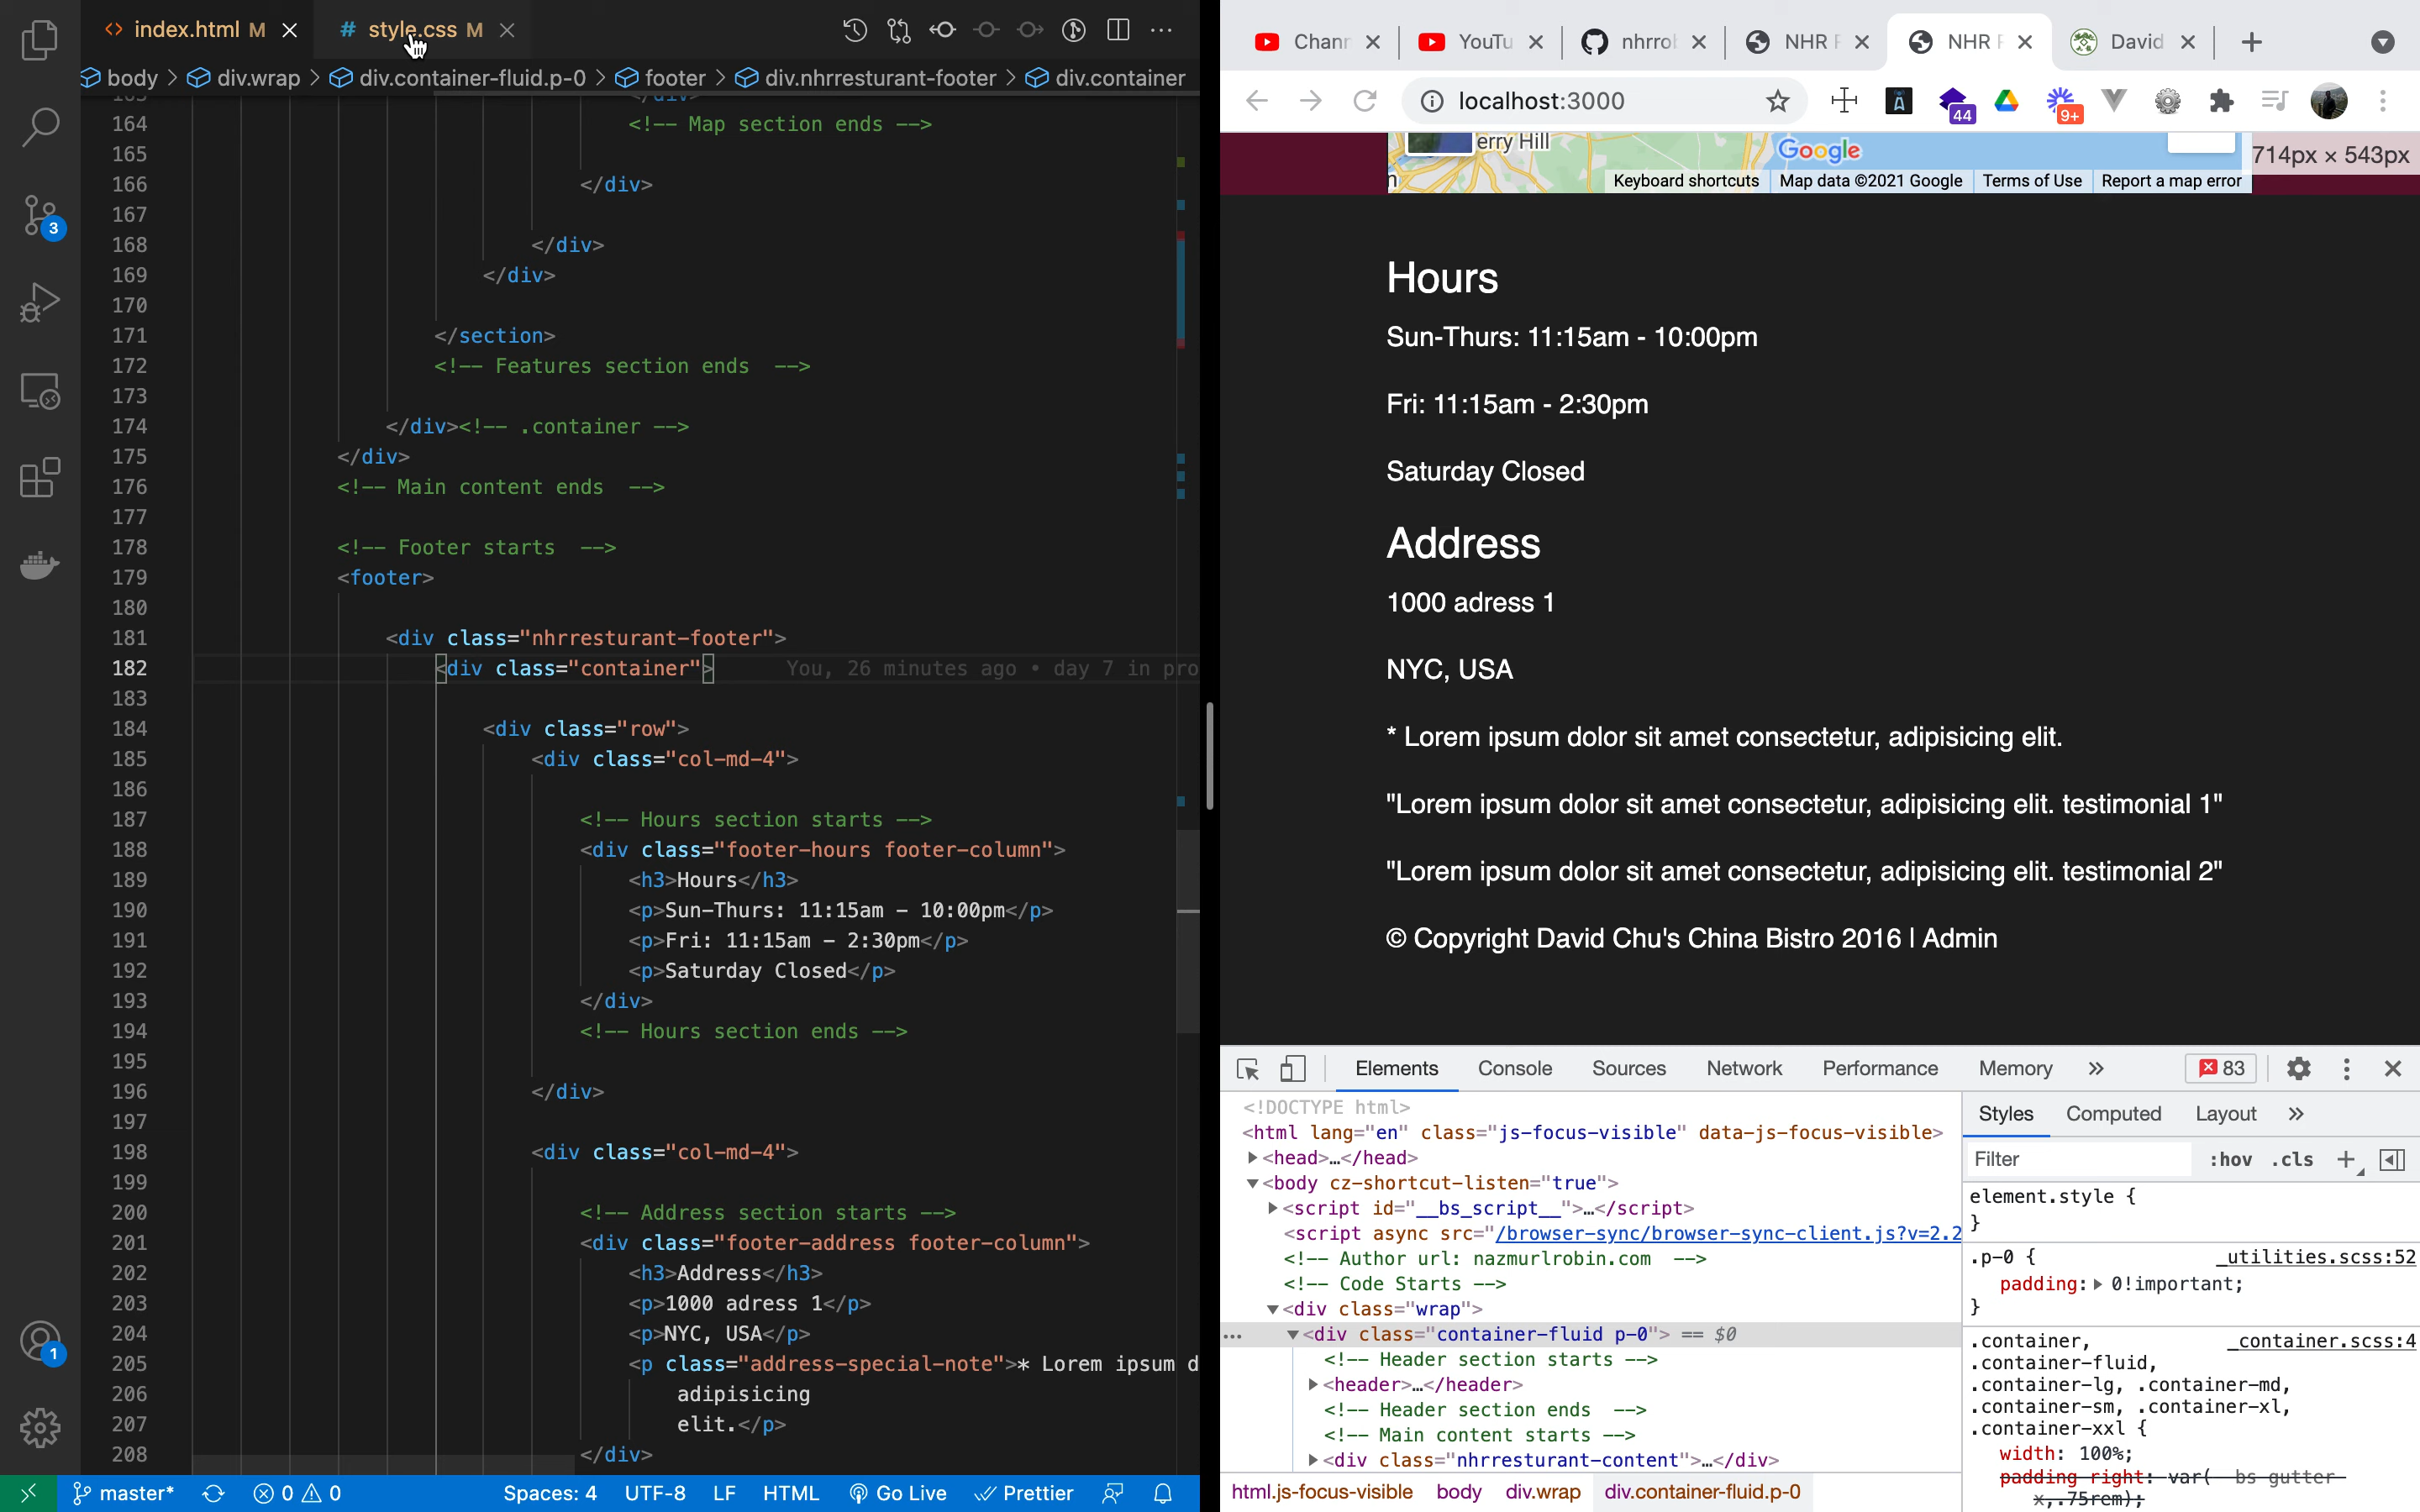 index.html M
# style.css M
body > div.wrap > div.container-fluid.p-0 > footer > div.nhrresturant-footer > div.container
164 <!-- Map section ends -->
165
166 </div>
167
168 </div>
169 </div>
170
171 </section>
172 <!-- Features section ends -->
173
174 </div><!-- .container -->
175 </div>
176 <!-- Main content ends -->
177
178 <!-- Footer starts -->
179 <footer>
180
181 <div class="nhrresturant-footer">
182 <div class="container"> You, 26 minutes ago • day 7 in pro
183
184 <div class="row">
185 <div class="col-md-4">
186
187 <!-- Hours section starts -->
188 <div class="footer-hours footer-column">
189 <h3>Hours</h3>
190 <p>Sun-Thurs: 11:15am - 10:00pm</p>
191 <p>Fri: 11:15am - 2:30pm</p>
192 <p>Saturday Closed</p>
193 </div>
194 <!-- Hours section ends -->
195
196 </div>
197
198 <div class="col-md-4">
199
200 <!-- Address section starts -->
201 <div class="footer-address footer-column">
202 <h3>Address</h3>
203 <p>1000 adress 1</p>
204 <p>NYC, USA</p>
205 <p class="address-special-note">* Lorem ipsum d
206 adipisicing
207 elit.</p>
208 </div>
3
1
master* 0 0 Spaces: 4 UTF-8 LF HTML Go Live Prettier
Chann YouTu nhrrob NHR NHR David
localhost:3000
44 9+
erry Hill
Google
714px × 543px
Keyboard shortcuts Map data ©2021 Google Terms of Use Report a map error
Hours
Sun-Thurs: 11:15am - 10:00pm
Fri: 11:15am - 2:30pm
Saturday Closed
Address
1000 adress 1
NYC, USA
* Lorem ipsum dolor sit amet consectetur, adipisicing elit.
"Lorem ipsum dolor sit amet consectetur, adipisicing elit. testimonial 1"
"Lorem ipsum dolor sit amet consectetur, adipisicing elit. testimonial 2"
© Copyright David Chu's China Bistro 2016 | Admin
Elements Console Sources Network Performance Memory » 83
<!DOCTYPE html>
<html lang="en" class="js-focus-visible" data-js-focus-visible>
<head>…</head>
<body cz-shortcut-listen="true">
<script id="__bs_script__">…</script>
<script async src="/browser-sync/browser-sync-client.js?v=2.2
<!-- Author url: nazmurlrobin.com -->
<!-- Code Starts -->
<div class="wrap">
<div class="container-fluid p-0"> == $0
<!-- Header section starts -->
<header>…</header>
<!-- Header section ends -->
<!-- Main content starts -->
<div class="nhrresturant-content">…</div>
html.js-focus-visible body div.wrap div.container-fluid.p-0
Styles Computed Layout »
Filter :hov .cls +
element.style {
}
.p-0 { _utilities.scss:52
padding: 0!important;
}
.container, _container.scss:4
.container-fluid,
.container-lg, .container-md,
.container-sm, .container-xl,
.container-xxl {
width: 100%;
padding-right: var(--bs-gutter-
x,.75rem);